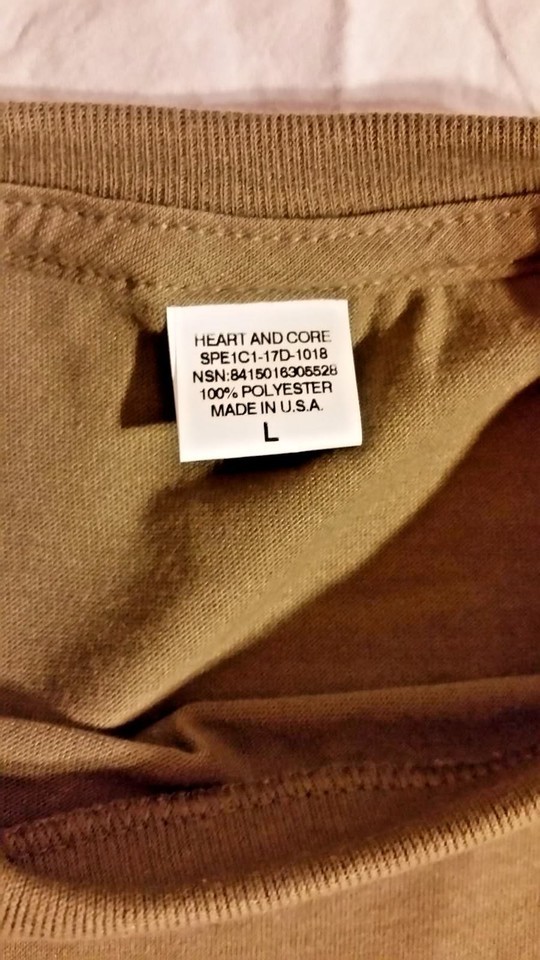 HEART AND CORE
SPE1C1-17D-1018
NSN:8415016305528
100% POLYESTER
MADE IN U.S.A.
L